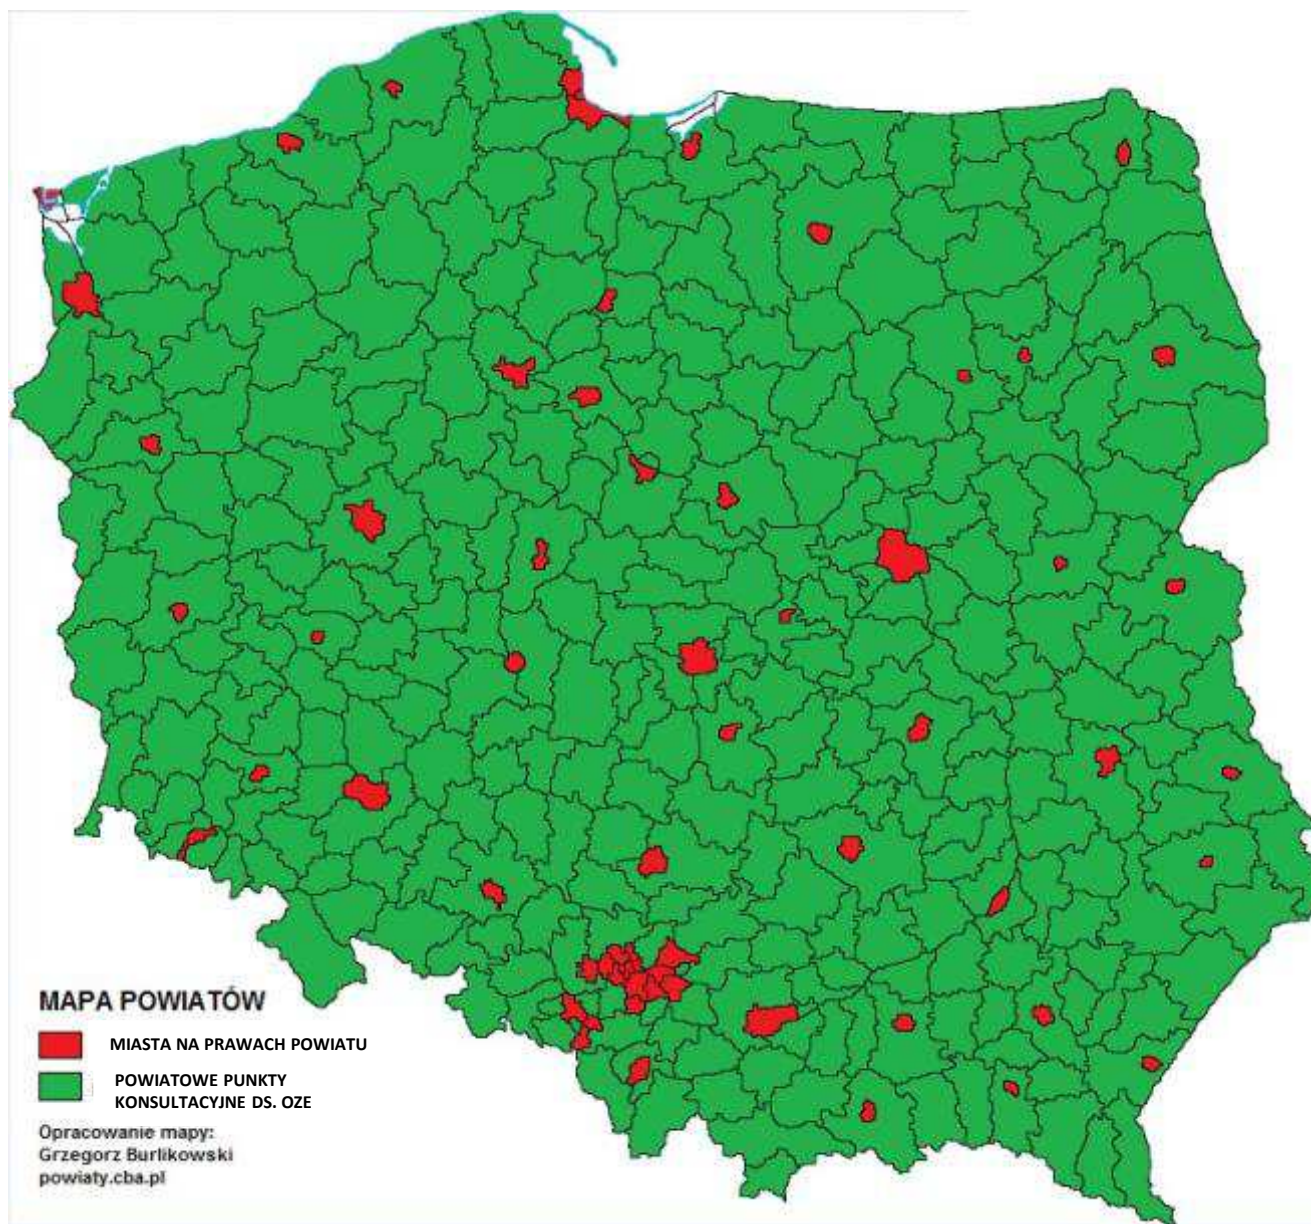 MAPA POWIATÓW
MIASTA NA PRAWACH POWIATU
POWIATOWE PUNKTY
KONSULTACYJNE DS. OZE
Opracowanie mapy:
Grzegorz Burlikowski
powiaty.cba.pl